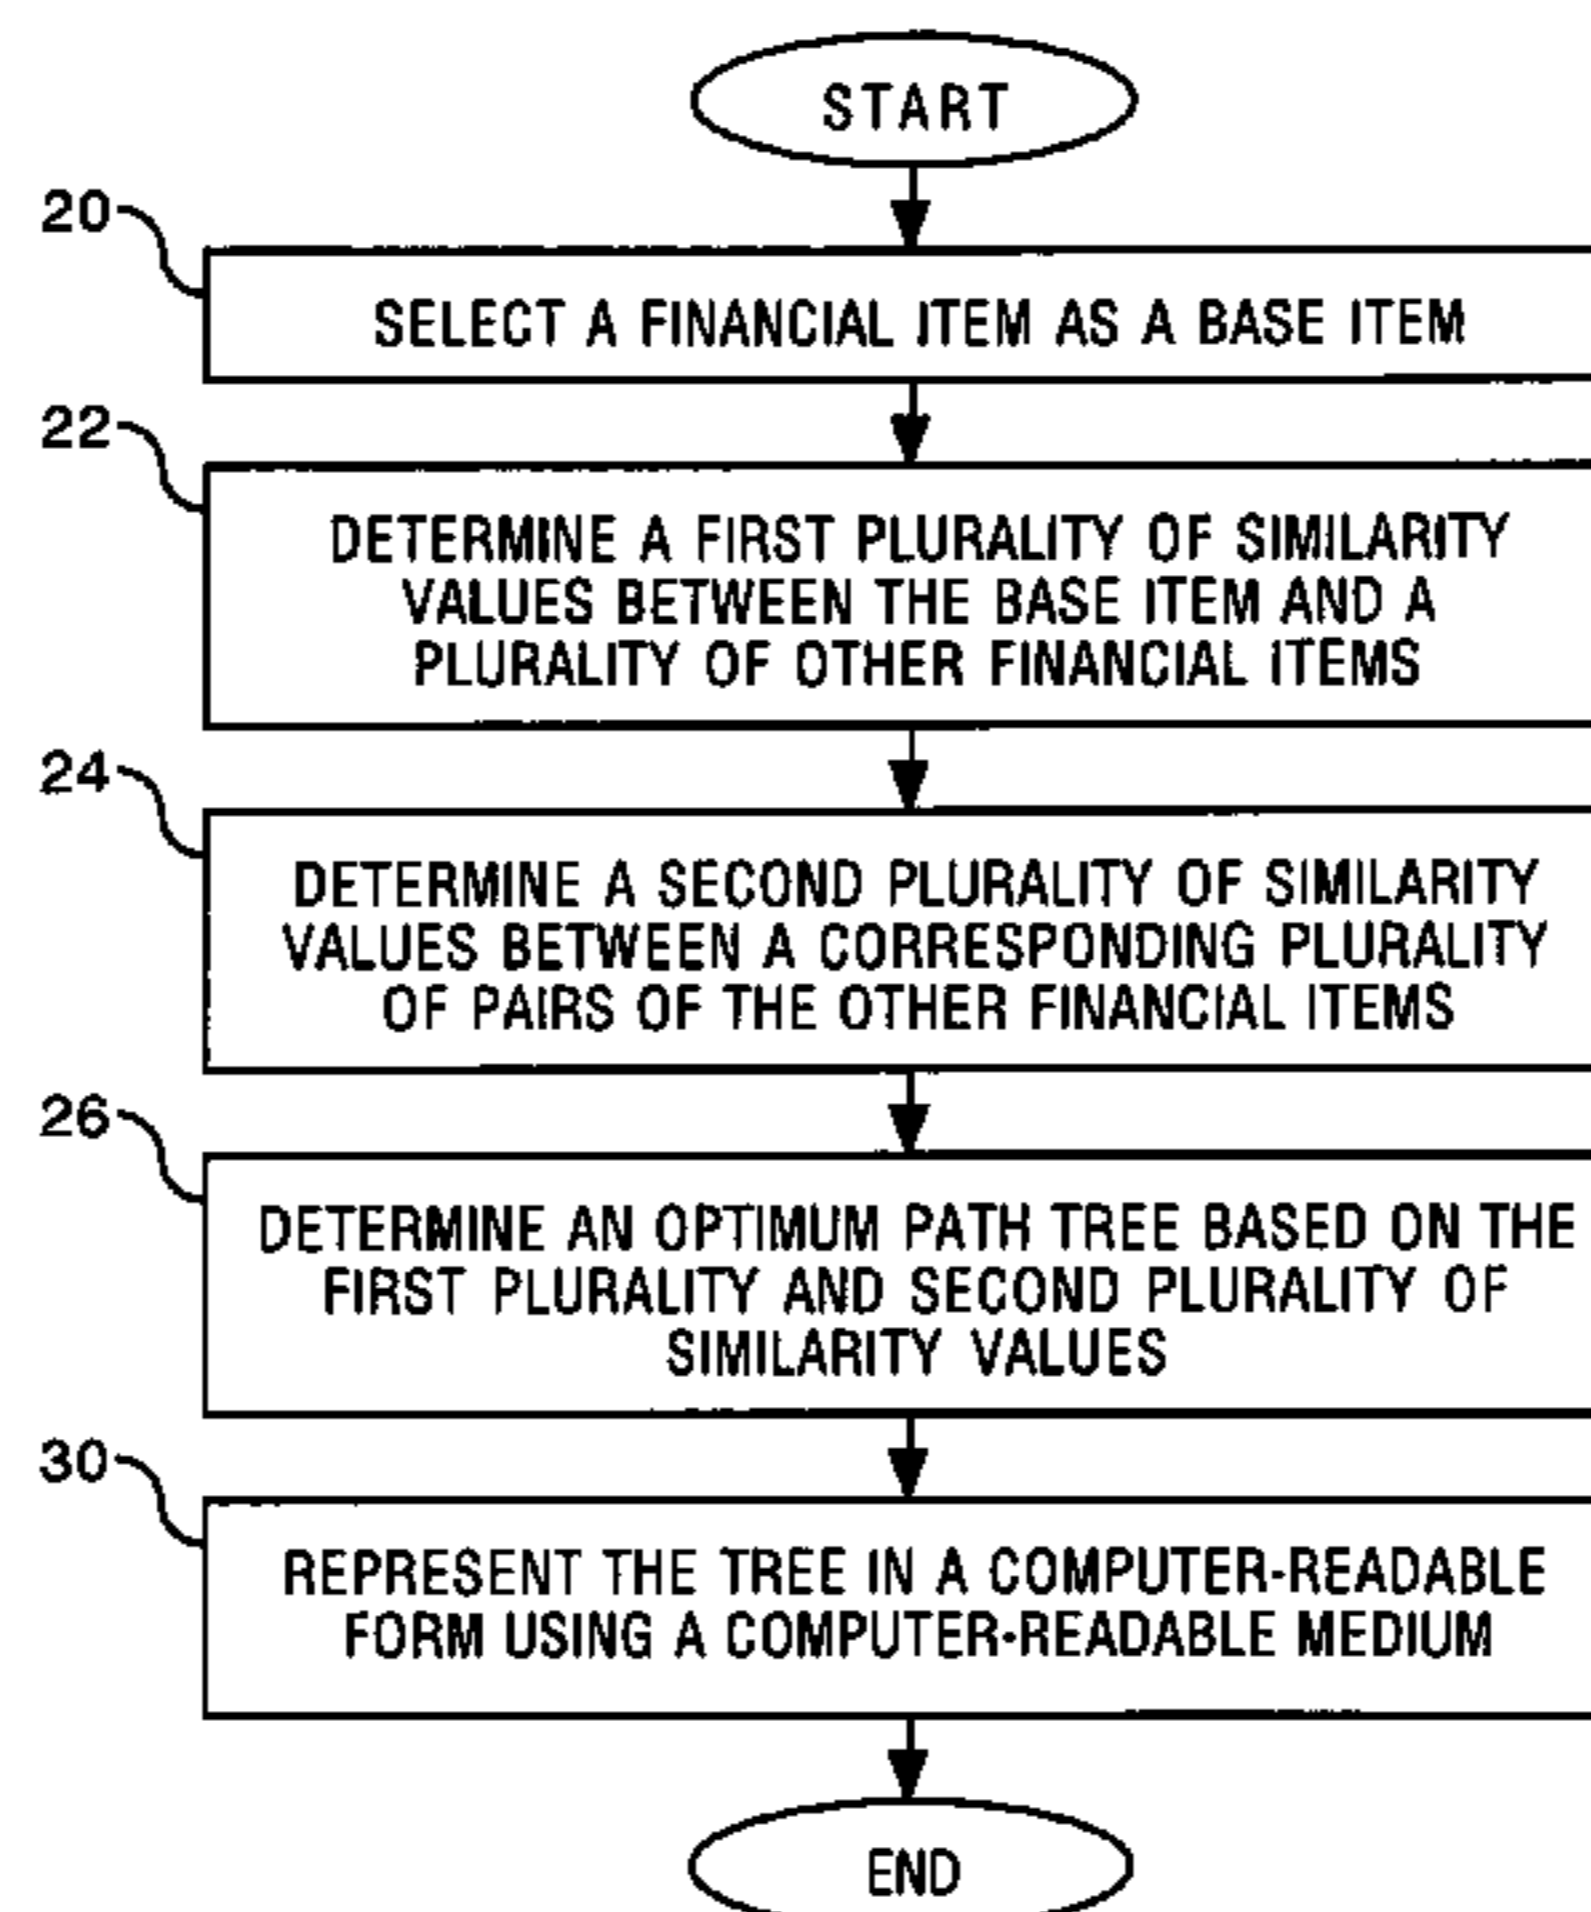 START
20
SELECT A FINANCIAL ITEM AS A BASE ITEM
22
DETERMINE A FIRST PLURALITY OF SIMILARITY
VALUES BETWEEN THE BASE ITEM AND A
PLURALITY OF OTHER FINANCIAL ITEMS
24
DETERMINE A SECOND PLURALITY OF SIMILARITY
VALUES BETWEEN A CORRESPONDING PLURALITY
OF PAIRS OF THE OTHER FINANCIAL ITEMS
26
DETERMINE AN OPTIMUM PATH TREE BASED ON THE
FIRST PLURALITY AND SECOND PLURALITY OF
SIMILARITY VALUES
30
REPRESENT THE TREE IN A COMPUTER-READABLE
FORM USING A COMPUTER-READABLE MEDIUM
END